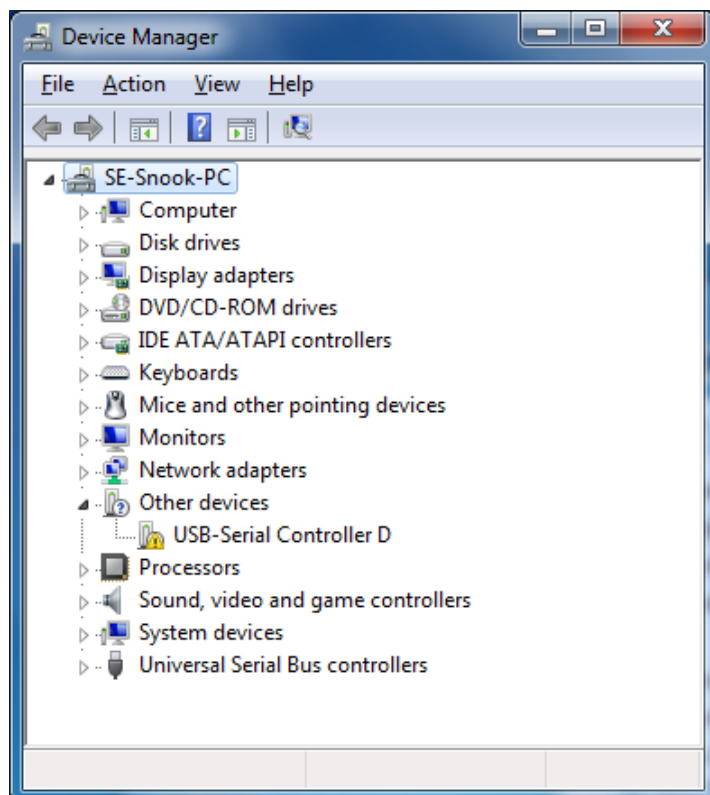 Device Manager
File Action View Help
SE-Snook-PC
Computer
Disk drives
Display adapters
DVD/CD-ROM drives
IDE ATA/ATAPI controllers
Keyboards
Mice and other pointing devices
Monitors
Network adapters
Other devices
USB-Serial Controller D
Processors
Sound, video and game controllers
System devices
Universal Serial Bus controllers